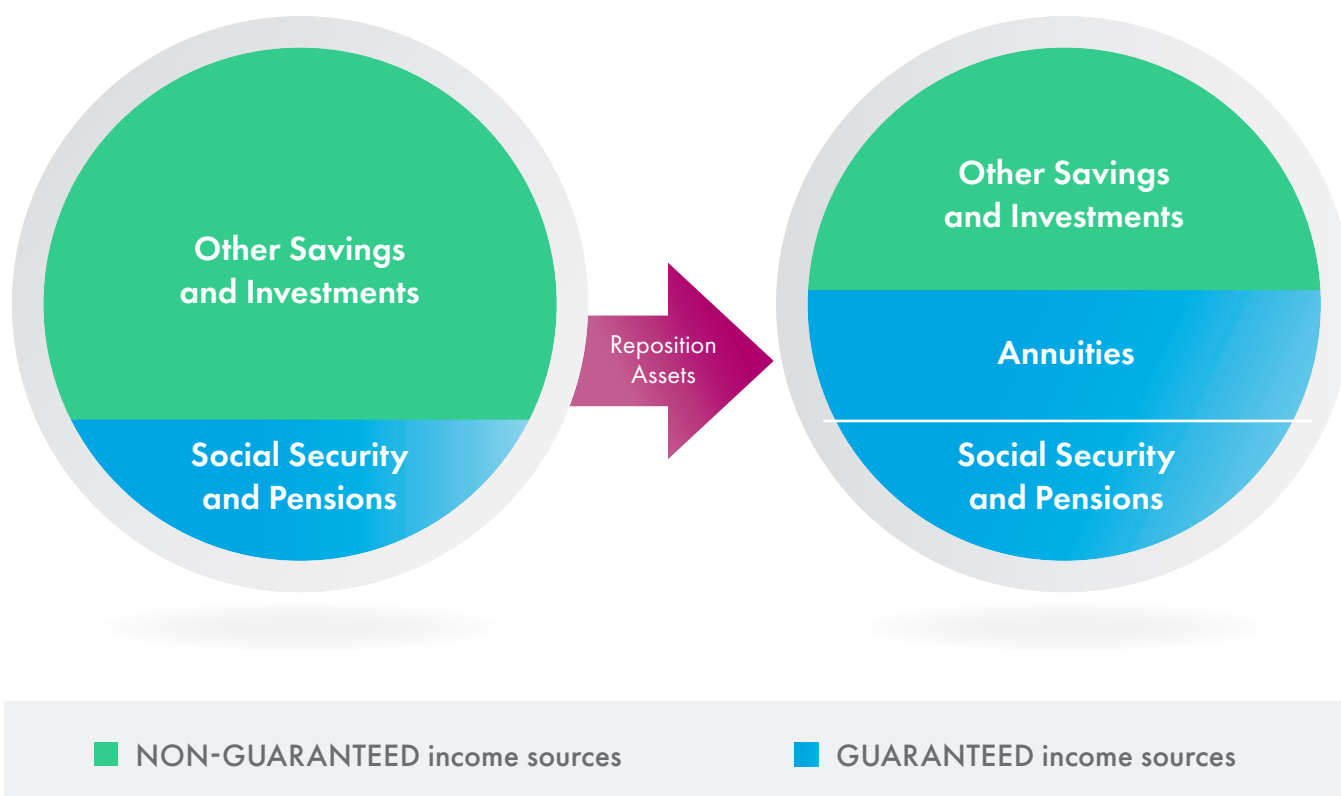 Other Savings
and Investments
Social Security
and Pensions
Reposition
Assets
Other Savings
and Investments
Annuities
Social Security
and Pensions
NON-GUARANTEED income sources
GUARANTEED income sources